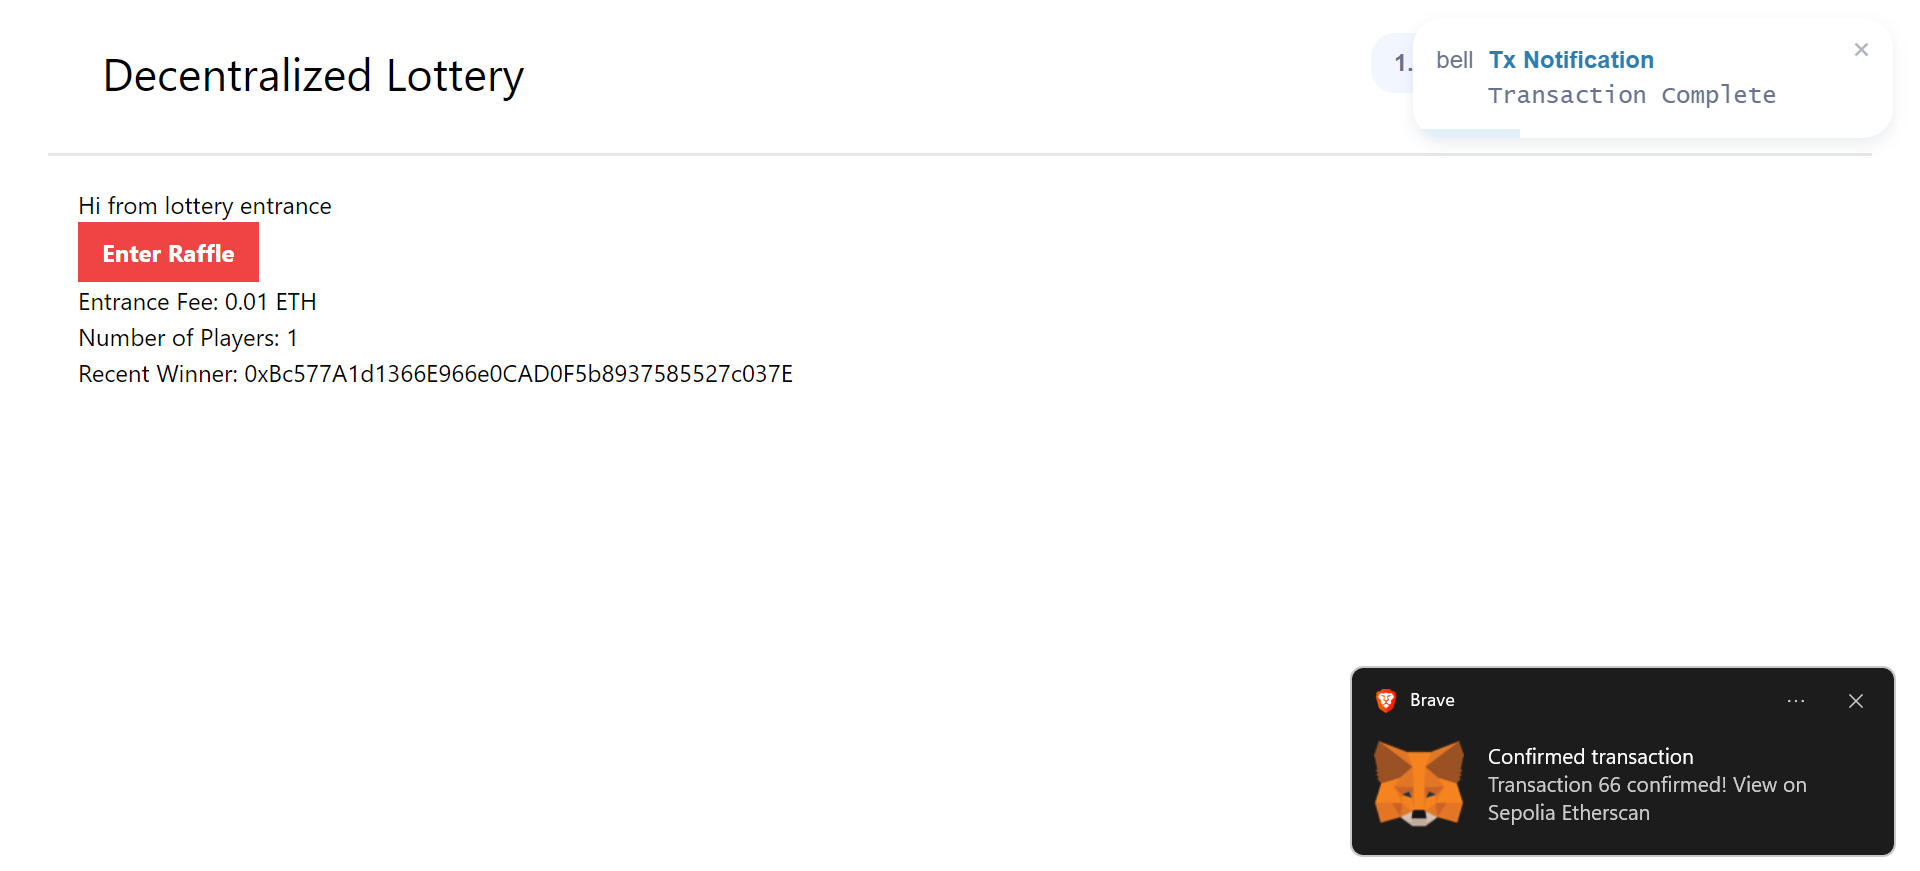 Decentralized Lottery
1.
bell Tx Notification
Transaction Complete
Hi from lottery entrance
Enter Raffle
Entrance Fee: 0.01 ETH
Number of Players: 1
Recent Winner: 0xBc577A1d1366E966e0CAD0F5b8937585527c037E
Brave
Confirmed transaction
Transaction 66 confirmed! View on
Sepolia Etherscan